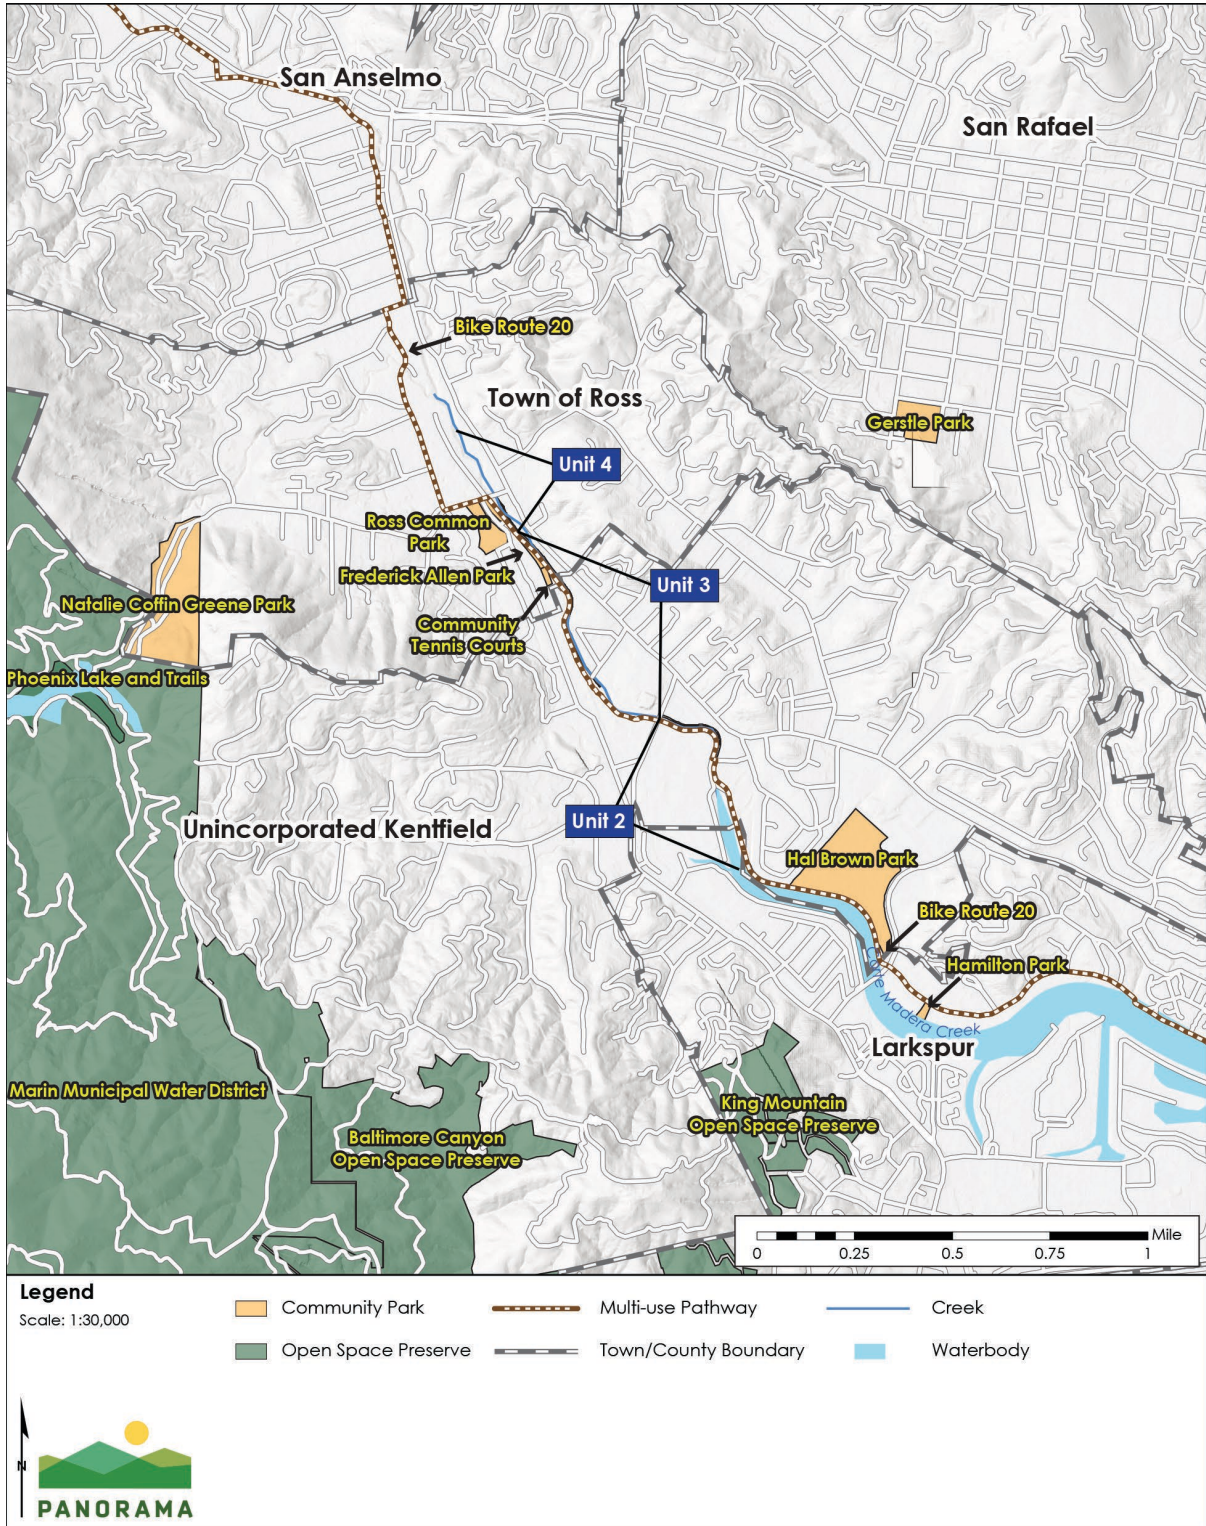 San Anselmo
San Rafael
Bike Route 20
Town of Ross
Gerstle Park
Unit 4
Ross Common
Park
Frederick Allen Park
Unit 3
Natalie Coffin Greene Park
Community
Tennis Courts
Phoenix Lake and Trails
Unit 2
Unincorporated Kentfield
Hal Brown Park
Bike Route 20
Hamilton Park
Corte Madera Creek
Larkspur
Marin Municipal Water District
King Mountain
Open Space Preserve
Baltimore Canyon
Open Space Preserve
Mile
0 0.25 0.5 0.75 1
Legend
Scale: 1:30,000
Community Park
Multi-use Pathway
Creek
Open Space Preserve
Town/County Boundary
Waterbody
N
PANORAMA